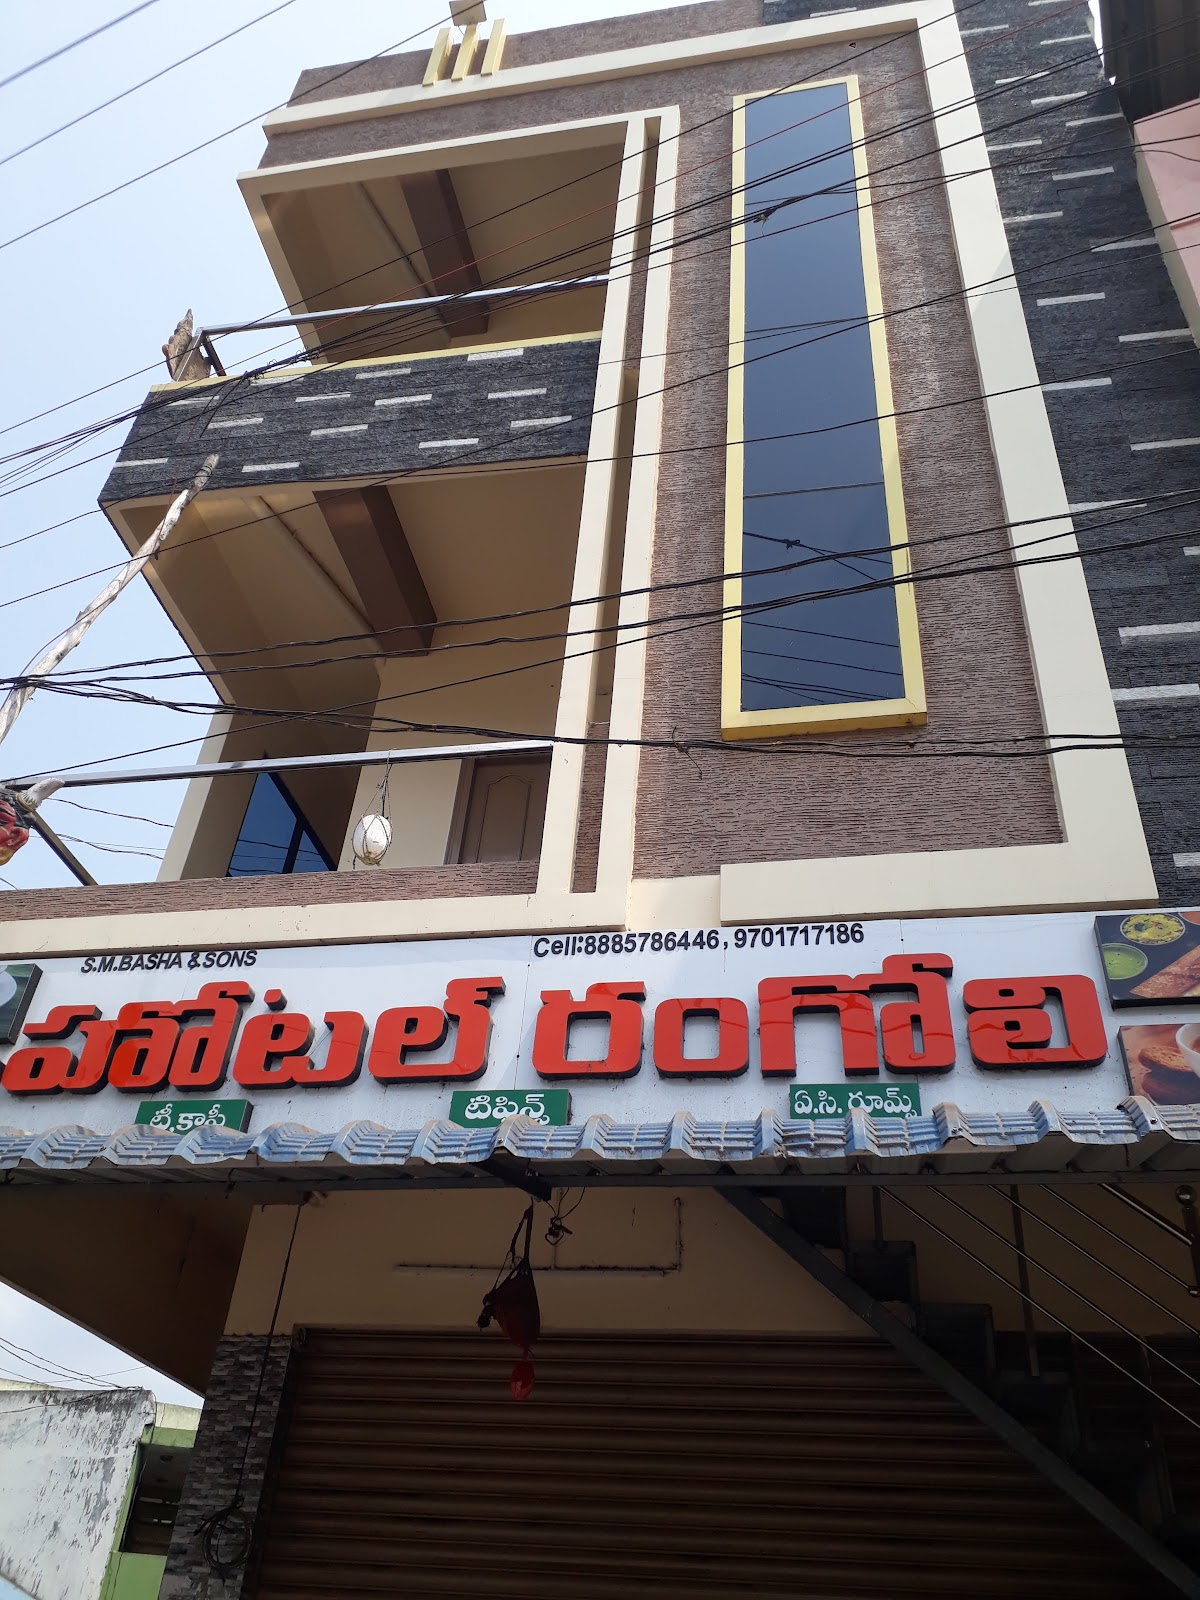 S.M.BASHA & SONS
Cell:8885786446, 9701717186
హోటల్ రంగోలి
టీ,కాఫీ
టిఫిన్స్
ఏ.సి. రూమ్స్